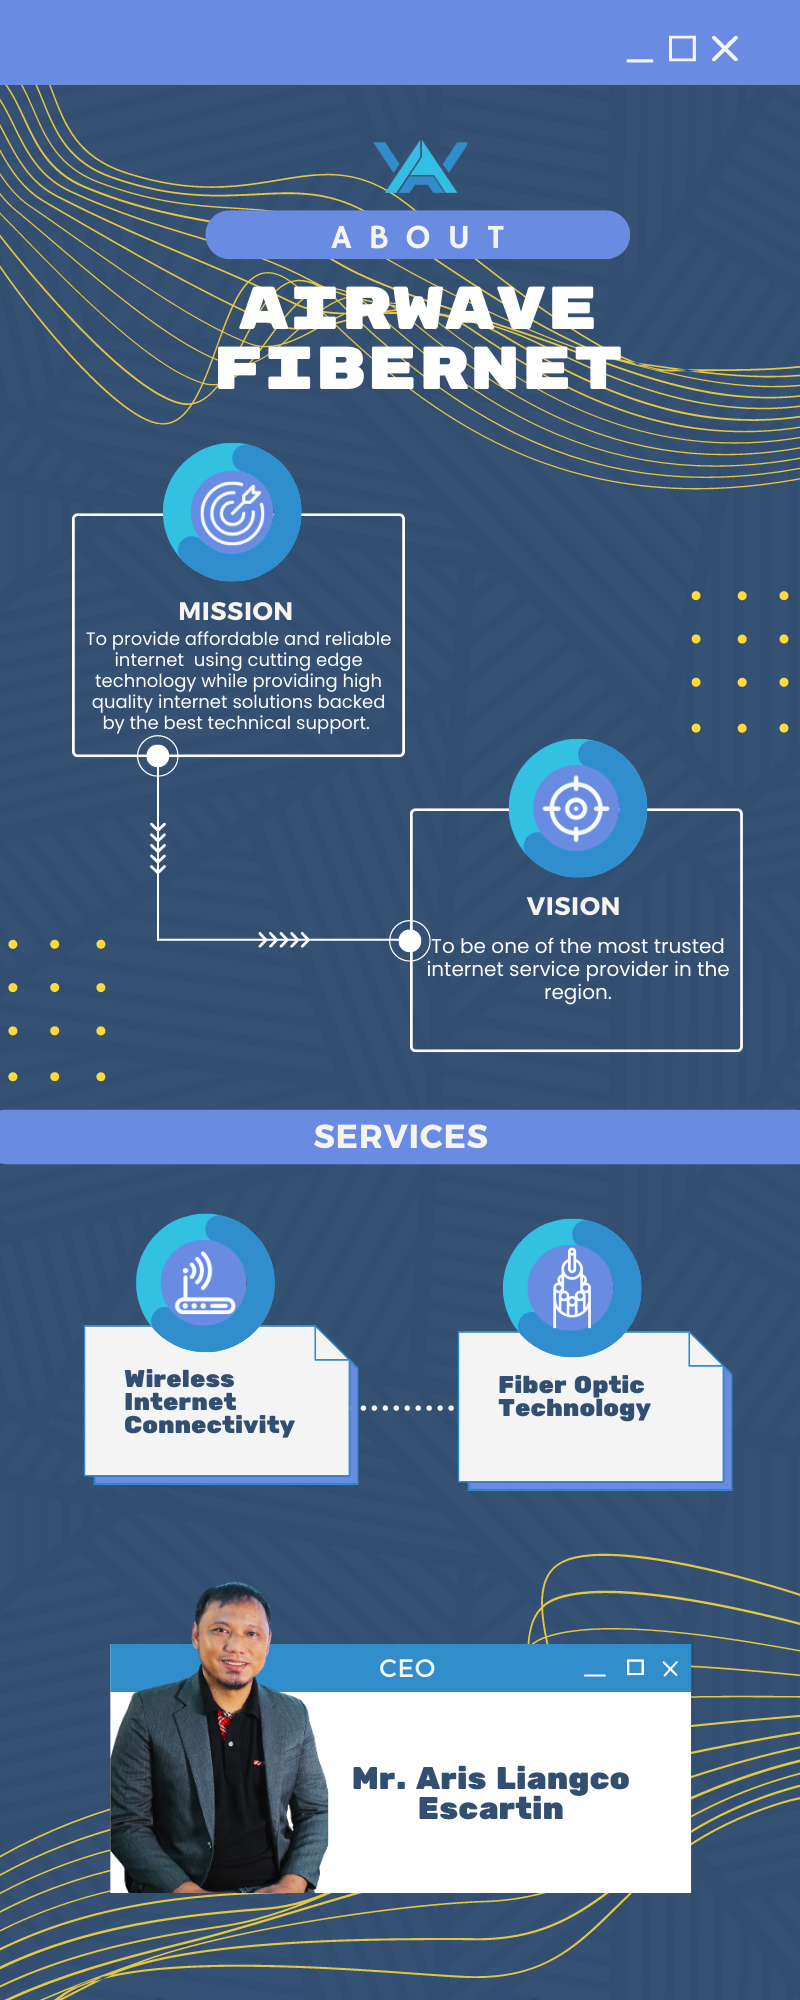 ABOUT
AIRWAVE
FIBERNET
MISSION
To provide affordable and reliable
internet  using cutting edge
technology while providing high
quality internet solutions backed
by the best technical support.
VISION
To be one of the most trusted
internet service provider in the
region.
SERVICES
Wireless
Internet
Connectivity
Fiber Optic
Technology
CEO
Mr. Aris Liangco
Escartin